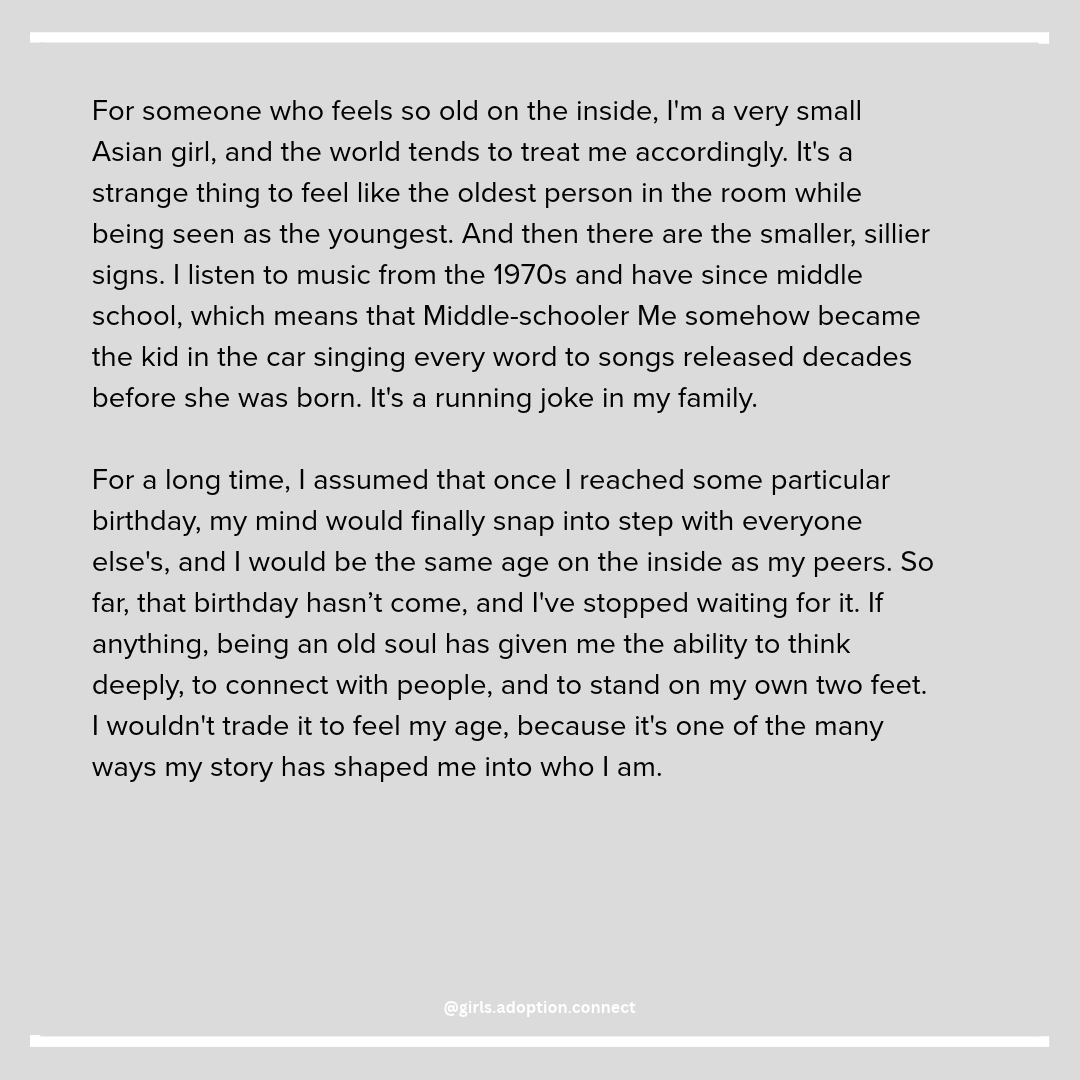 For someone who feels so old on the inside, I'm a very small
Asian girl, and the world tends to treat me accordingly. It's a
strange thing to feel like the oldest person in the room while
being seen as the youngest. And then there are the smaller, sillier
signs. I listen to music from the 1970s and have since middle
school, which means that Middle-schooler Me somehow became
the kid in the car singing every word to songs released decades
before she was born. It's a running joke in my family.
For a long time, I assumed that once I reached some particular
birthday, my mind would finally snap into step with everyone
else's, and I would be the same age on the inside as my peers. So
far, that birthday hasn’t come, and I've stopped waiting for it. If
anything, being an old soul has given me the ability to think
deeply, to connect with people, and to stand on my own two feet.
I wouldn't trade it to feel my age, because it's one of the many
ways my story has shaped me into who I am.
@girls.adoption.connect